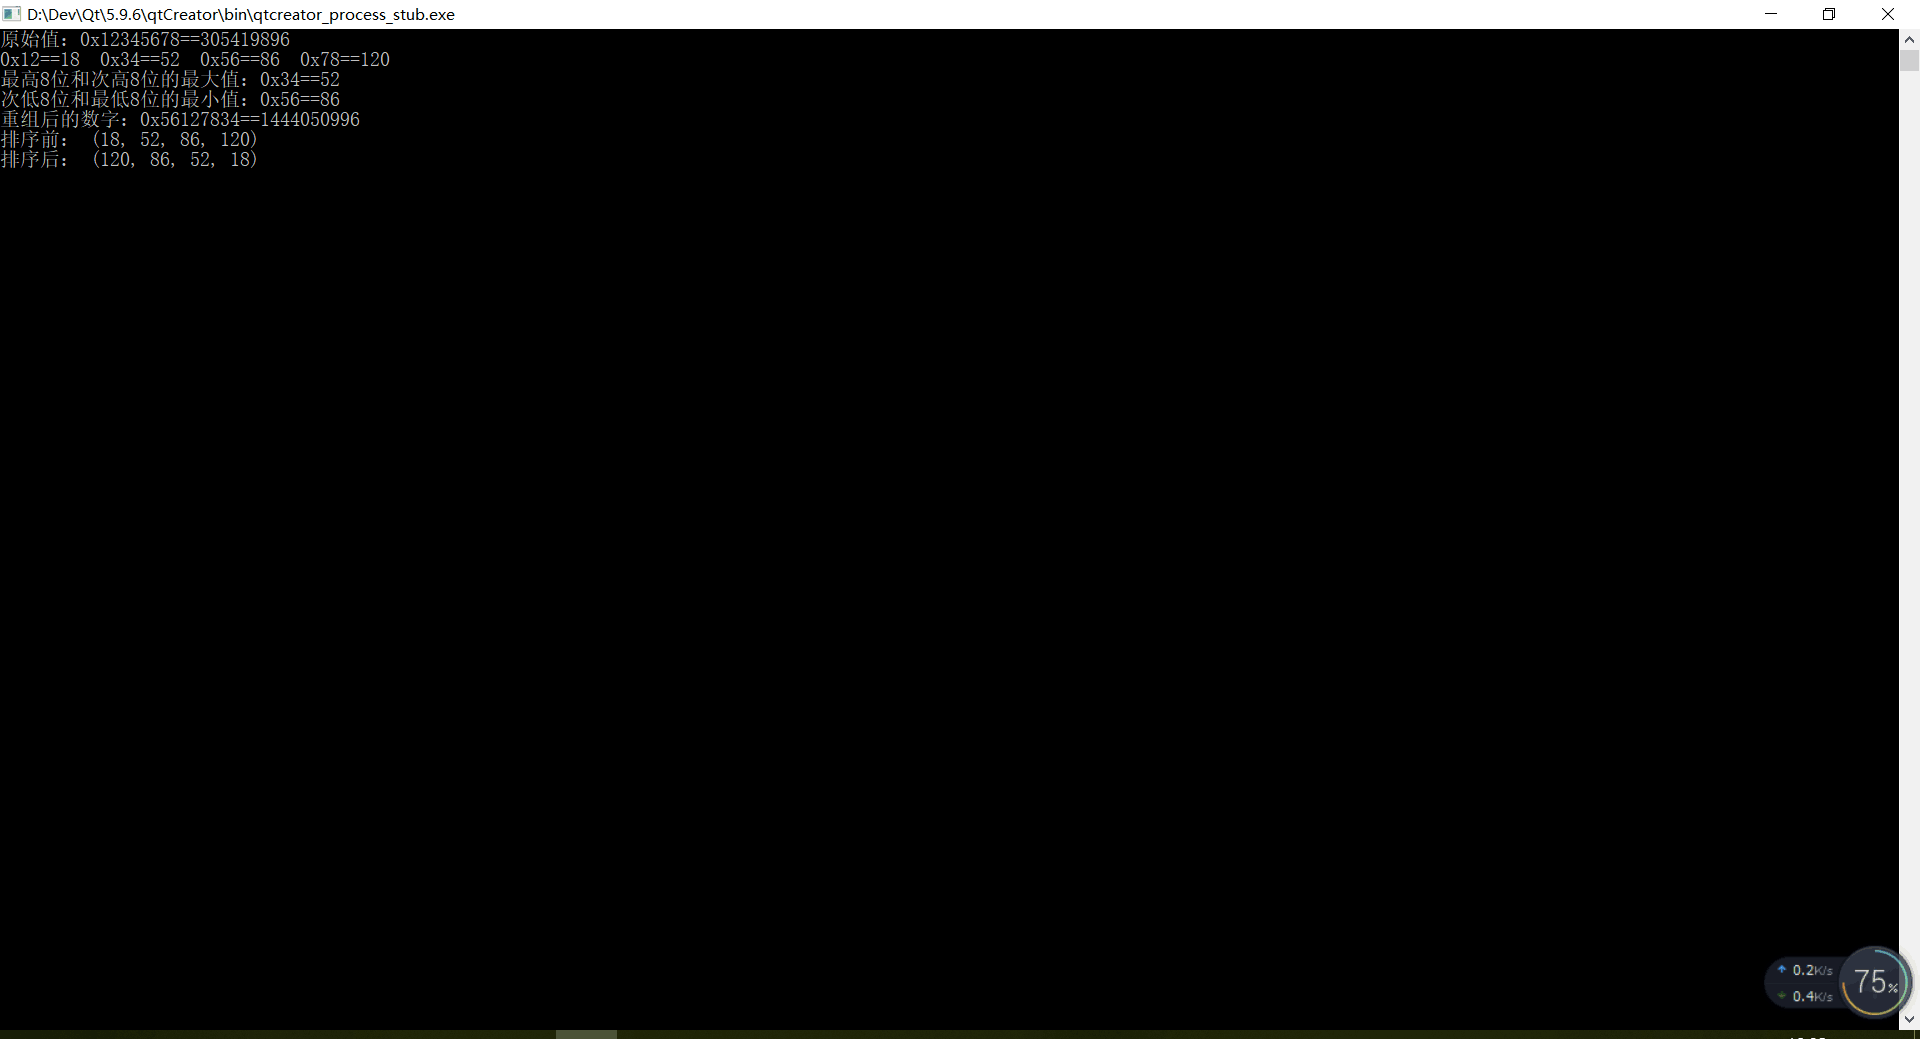 D:\Dev\Qt\5.9.6\qtCreator\bin\qtcreator_process_stub.exe
原始值：0x12345678==305419896
0x12==18  0x34==52  0x56==86  0x78==120
最高8位和次高8位的最大值：0x34==52
次低8位和最低8位的最小值：0x56==86
重组后的数字：0x56127834==1444050996
排序前： (18, 52, 86, 120)
排序后： (120, 86, 52, 18)
0.2K/s
0.4K/s
75%